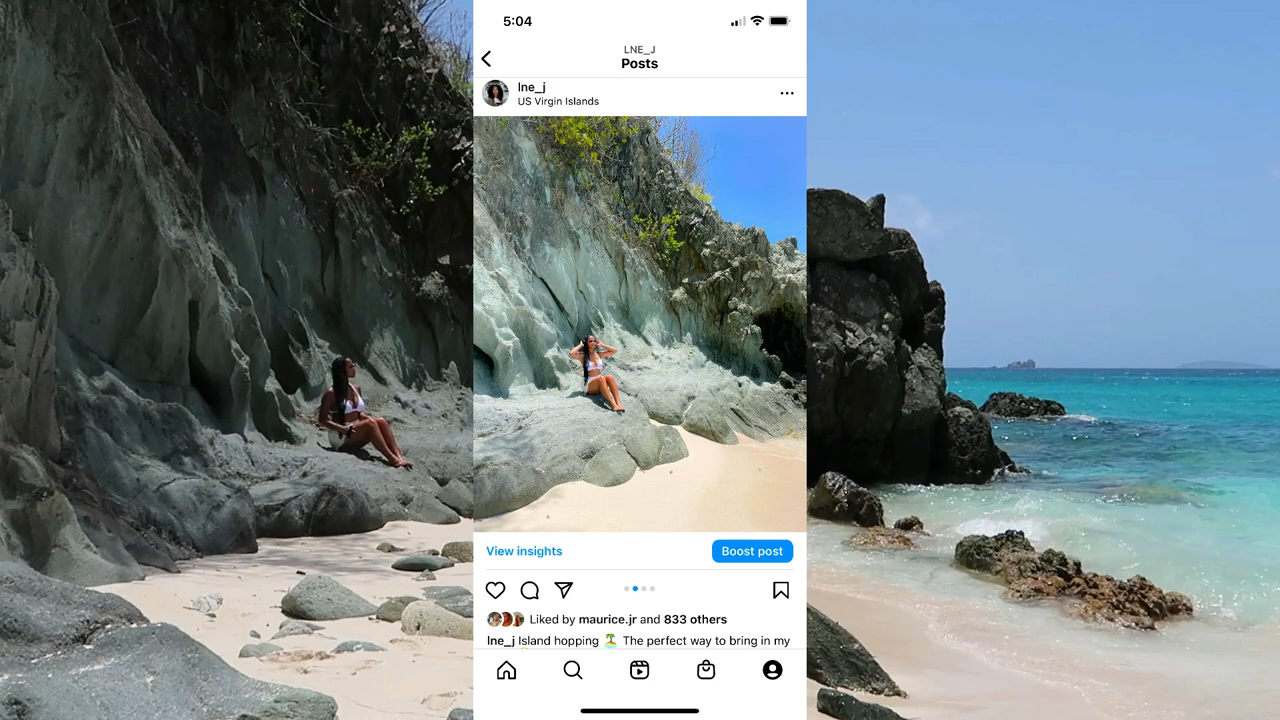 5:04
LNE_J
Posts
lne_j
US Virgin Islands
View insights
Boost post
Liked by maurice.jr and 833 others
lne_j Island hopping 🏝️ The perfect way to bring in my